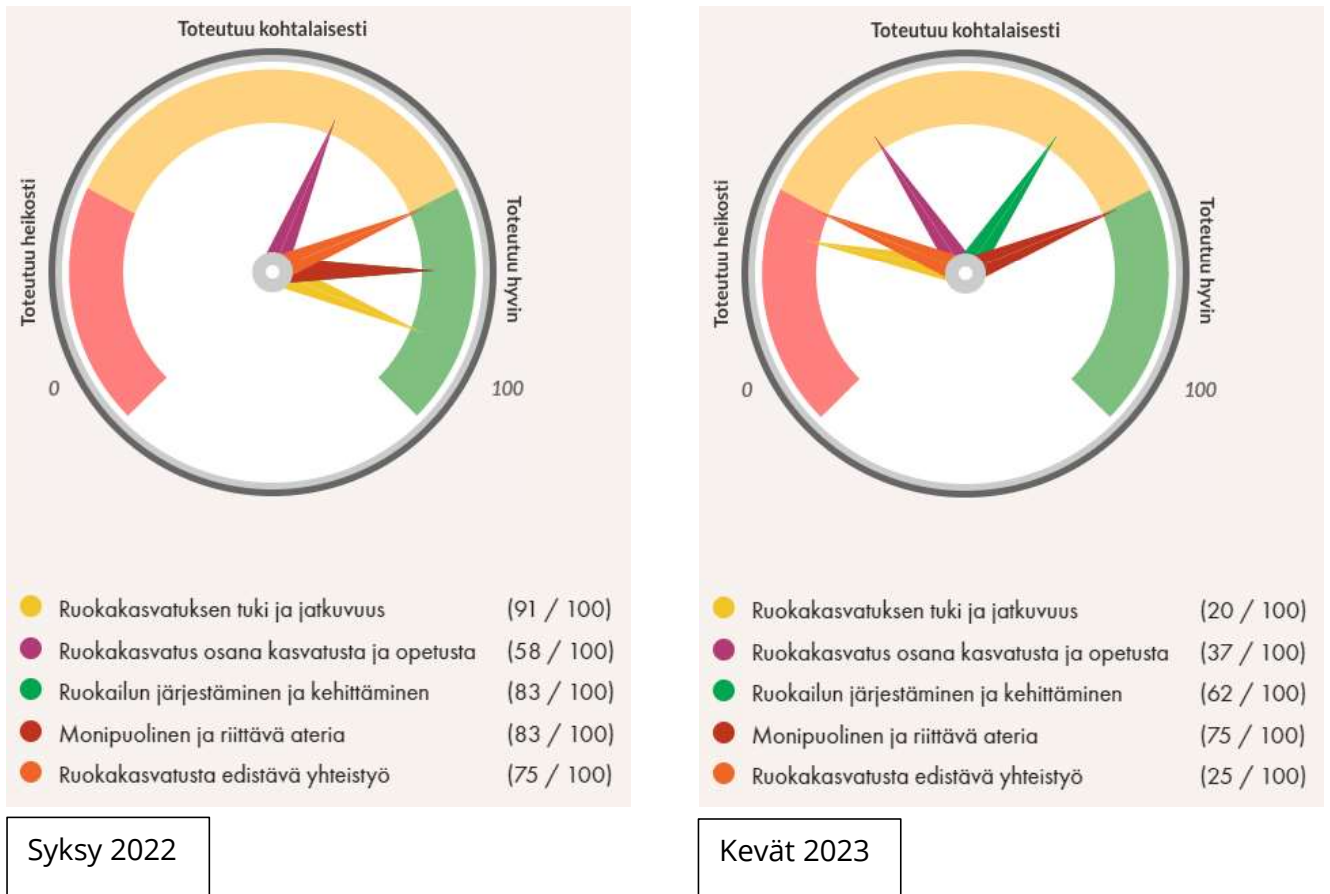 Toteutuu kohtalaisesti
Toteutuu heikosti
Toteutuu hyvin
0
100
Ruokakasvatuksen tuki ja jatkuvuus (91 / 100)
Ruokakasvatus osana kasvatusta ja opetusta (58 / 100)
Ruokailun järjestäminen ja kehittäminen (83 / 100)
Monipuolinen ja riittävä ateria (83 / 100)
Ruokakasvatusta edistävä yhteistyö (75 / 100)
Syksy 2022
Toteutuu kohtalaisesti
Toteutuu heikosti
Toteutuu hyvin
0
100
Ruokakasvatuksen tuki ja jatkuvuus (20 / 100)
Ruokakasvatus osana kasvatusta ja opetusta (37 / 100)
Ruokailun järjestäminen ja kehittäminen (62 / 100)
Monipuolinen ja riittävä ateria (75 / 100)
Ruokakasvatusta edistävä yhteistyö (25 / 100)
Kevät 2023